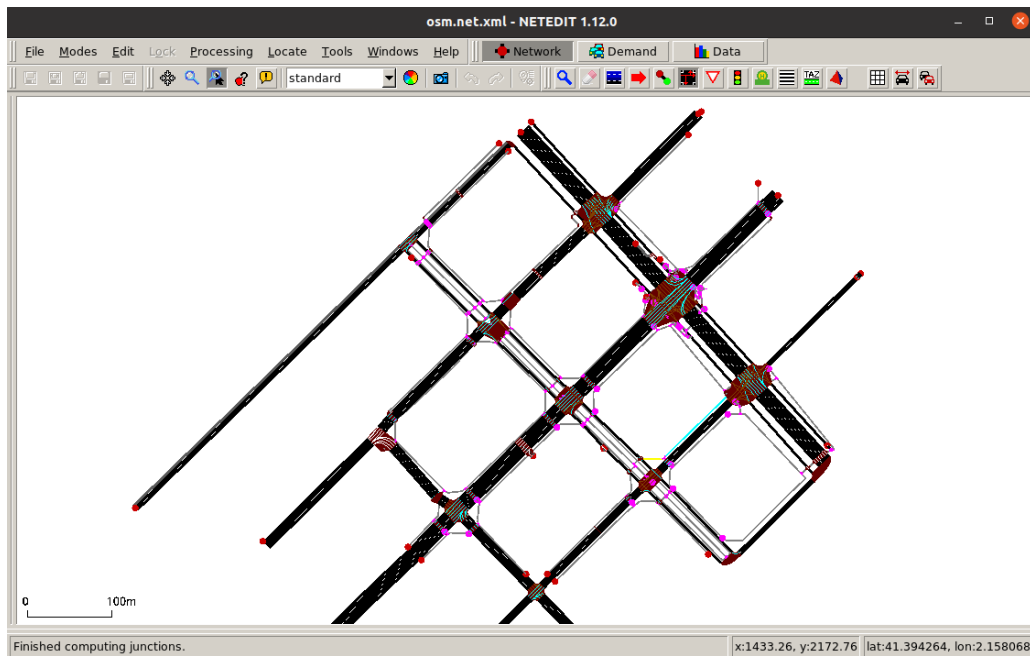 osm.net.xml - NETEDIT 1.12.0
File Modes Edit Lock Processing Locate Tools Windows Help Network Demand Data
standard TAZ
0 100m
Finished computing junctions. x:1433.26, y:2172.76 lat:41.394264, lon:2.158068